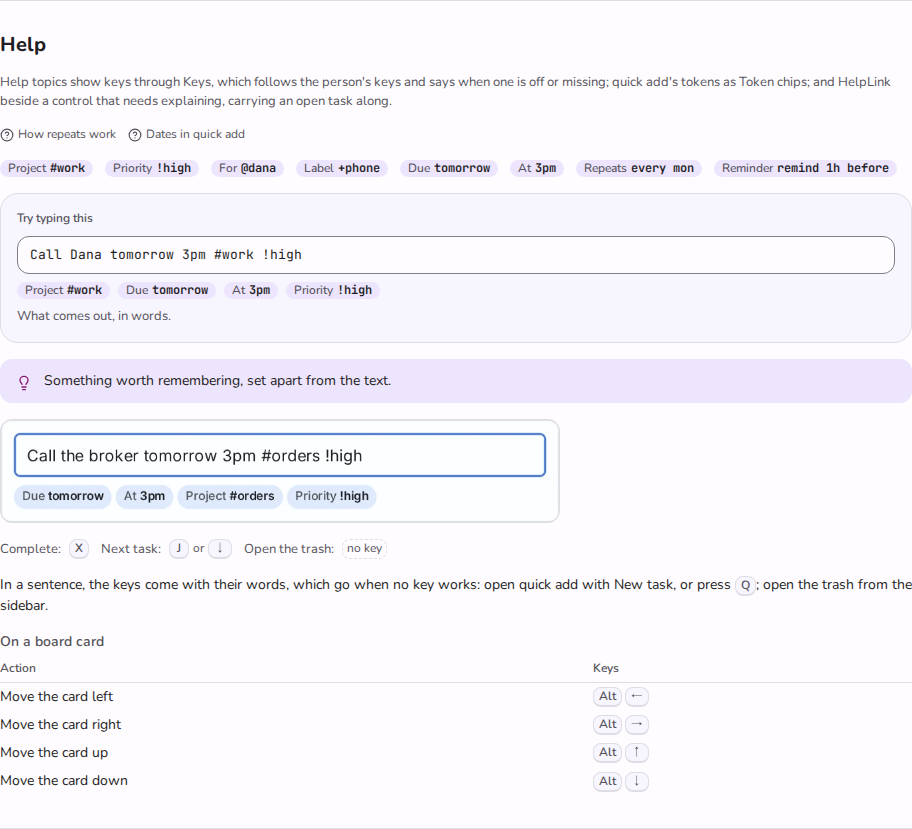 Help
Help topics show keys through Keys, which follows the person's keys and says when one is off or missing; quick add's tokens as Token chips; and HelpLink
beside a control that needs explaining, carrying an open task along.
How repeats work Dates in quick add
Project #work Priority !high For @dana Label +phone Due tomorrow At 3pm Repeats every mon Reminder remind 1h before
Try typing this
Call Dana tomorrow 3pm #work !high
Project #work Due tomorrow At 3pm Priority !high
What comes out, in words.
Something worth remembering, set apart from the text.
Call the broker tomorrow 3pm #orders !high
Due tomorrow At 3pm Project #orders Priority !high
Complete: X Next task: J or ↓ Open the trash: no key
In a sentence, the keys come with their words, which go when no key works: open quick add with New task, or press Q; open the trash from the
sidebar.
On a board card
Action Keys
Move the card left Alt ←
Move the card right Alt →
Move the card up Alt ↑
Move the card down Alt ↓